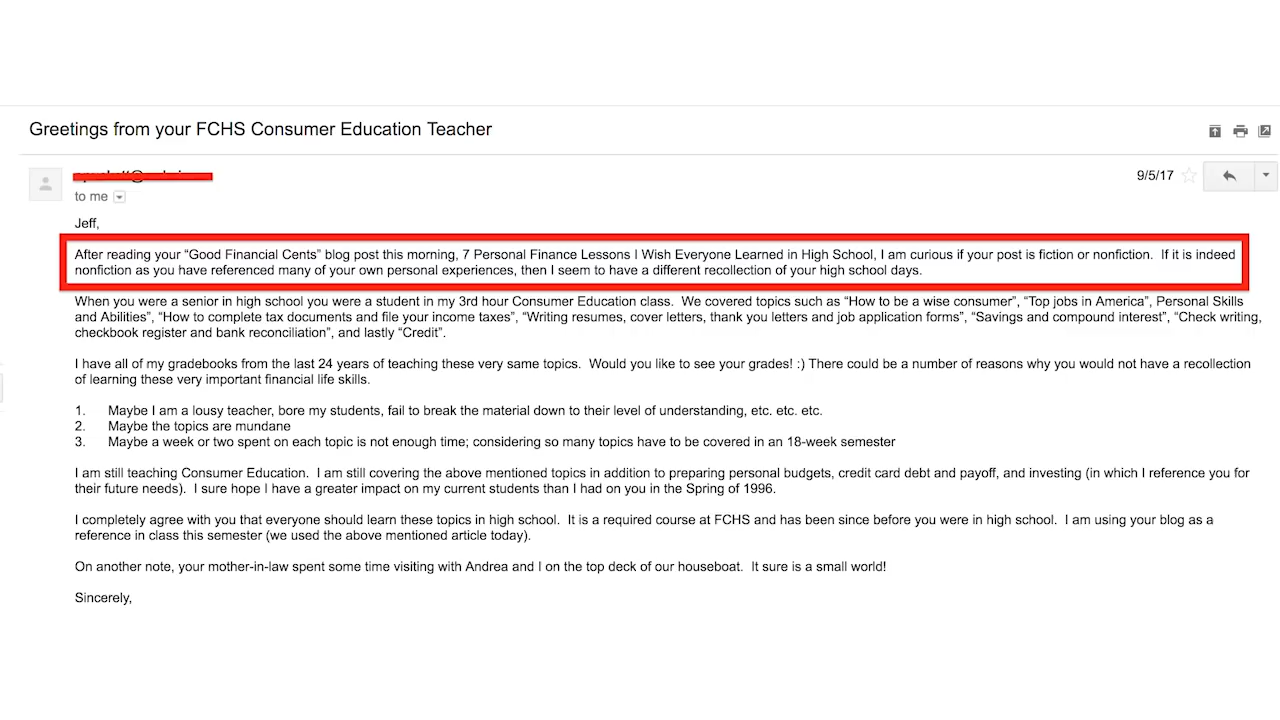 Greetings from your FCHS Consumer Education Teacher
9/5/17
to me
Jeff,
After reading your “Good Financial Cents” blog post this morning, 7 Personal Finance Lessons I Wish Everyone Learned in High School, I am curious if your post is fiction or nonfiction.  If it is indeed
nonfiction as you have referenced many of your own personal experiences, then I seem to have a different recollection of your high school days.
When you were a senior in high school you were a student in my 3rd hour Consumer Education class.  We covered topics such as “How to be a wise consumer”, “Top jobs in America”, Personal Skills
and Abilities”, “How to complete tax documents and file your income taxes”, “Writing resumes, cover letters, thank you letters and job application forms”, “Savings and compound interest”, “Check writing,
checkbook register and bank reconciliation”, and lastly “Credit”.
I have all of my gradebooks from the last 24 years of teaching these very same topics.  Would you like to see your grades! :) There could be a number of reasons why you would not have a recollection
of learning these very important financial life skills.
1. Maybe I am a lousy teacher, bore my students, fail to break the material down to their level of understanding, etc. etc. etc.
2. Maybe the topics are mundane
3. Maybe a week or two spent on each topic is not enough time; considering so many topics have to be covered in an 18-week semester
I am still teaching Consumer Education.  I am still covering the above mentioned topics in addition to preparing personal budgets, credit card debt and payoff, and investing (in which I reference you for
their future needs).  I sure hope I have a greater impact on my current students than I had on you in the Spring of 1996.
I completely agree with you that everyone should learn these topics in high school.  It is a required course at FCHS and has been since before you were in high school.  I am using your blog as a
reference in class this semester (we used the above mentioned article today).
On another note, your mother-in-law spent some time visiting with Andrea and I on the top deck of our houseboat.  It sure is a small world!
Sincerely,